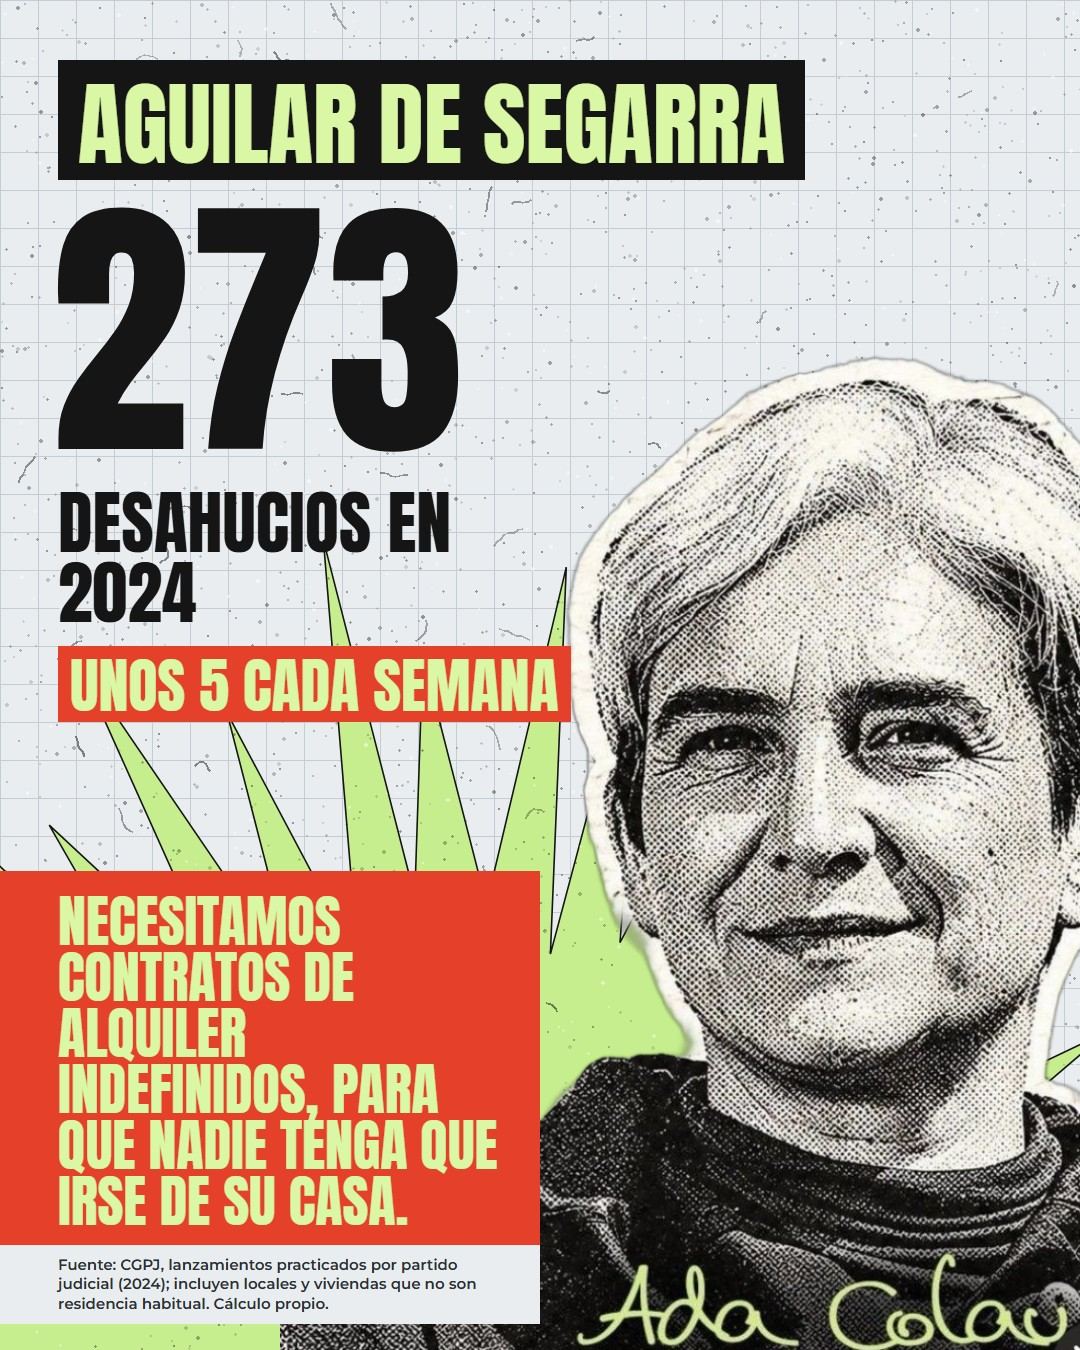 AGUILAR DE SEGARRA
273
DESAHUCIOS EN
2024
UNOS 5 CADA SEMANA
NECESITAMOS
CONTRATOS DE
ALQUILER
INDEFINIDOS, PARA
QUE NADIE TENGA QUE
IRSE DE SU CASA.
Fuente: CGPJ, lanzamientos practicados por partido
judicial (2024); incluyen locales y viviendas que no son
residencia habitual. Cálculo propio.
Ada Colau